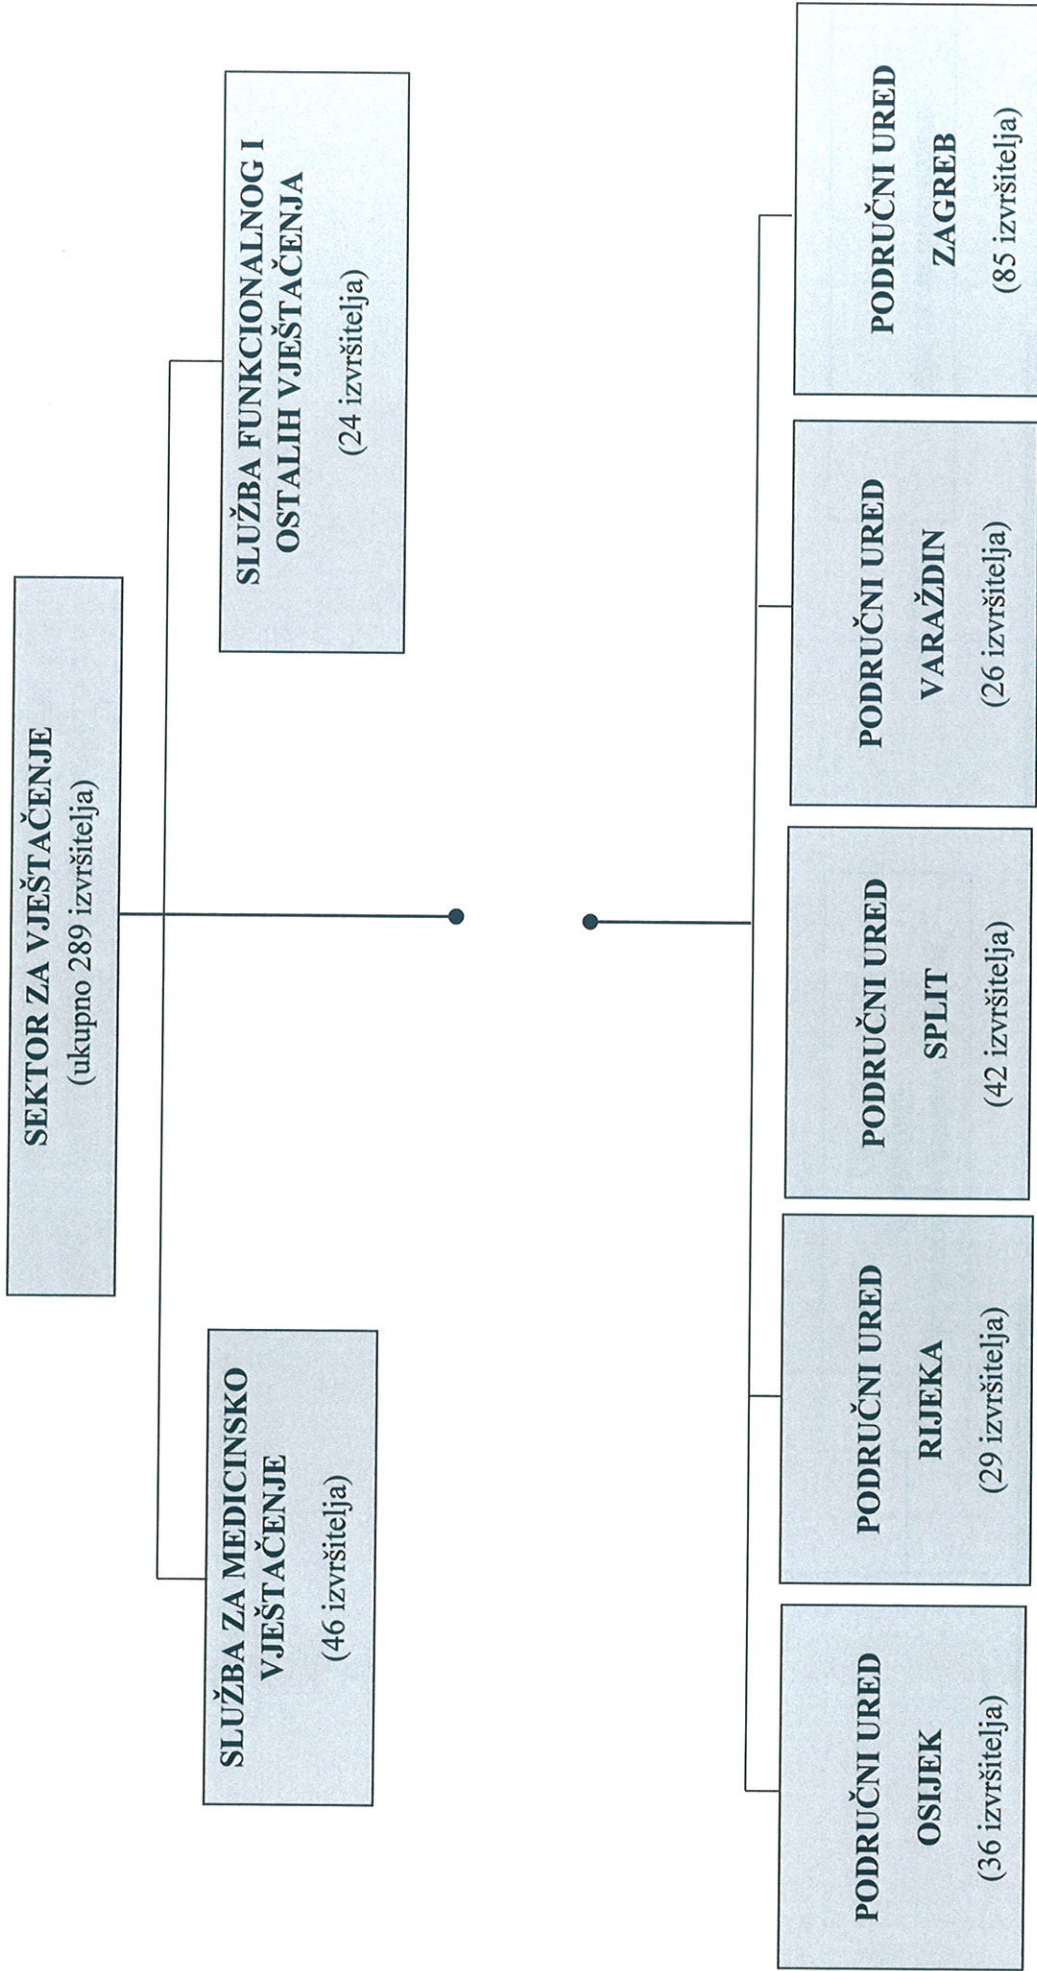 SEKTOR ZA VJEŠTAČENJE
(ukupno 289 izvršitelja)
SLUŽBA ZA MEDICINSKO
VJEŠTAČENJE
(46 izvršitelja)
SLUŽBA FUNKCIONALNOG I
OSTALIH VJEŠTAČENJA
(24 izvršitelja)
PODRUČNI URED
OSIJEK
(36 izvršitelja)
PODRUČNI URED
RIJEKA
(29 izvršitelja)
PODRUČNI URED
SPLIT
(42 izvršitelja)
PODRUČNI URED
VARAŽDIN
(26 izvršitelja)
PODRUČNI URED
ZAGREB
(85 izvršitelja)